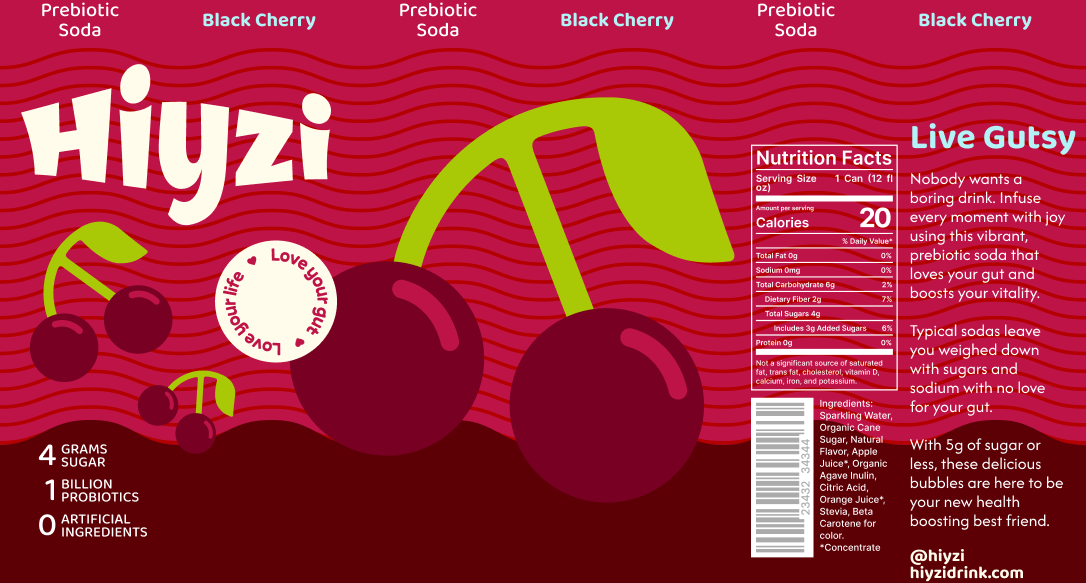 Prebiotic
Soda
Black Cherry
Prebiotic
Soda
Black Cherry
Prebiotic
Soda
Black Cherry
Hiyzi
Love your gut ♥ Love your life ♥
4 GRAMS
SUGAR
1 BILLION
PROBIOTICS
0 ARTIFICIAL
INGREDIENTS
Nutrition Facts
Serving Size 1 Can (12 fl
oz)
Amount per serving
Calories 20
% Daily Value*
Total Fat 0g 0%
Sodium 0mg 0%
Total Carbohydrate 6g 2%
Dietary Fiber 2g 7%
Total Sugars 4g
Includes 3g Added Sugars 6%
Protein 0g 0%
Not a significant source of saturated
fat, trans fat, cholesterol, vitamin D,
calcium, iron, and potassium.
23432 34344
Ingredients:
Sparkling Water,
Organic Cane
Sugar, Natural
Flavor, Apple
Juice*, Organic
Agave Inulin,
Citric Acid,
Orange Juice*,
Stevia, Beta
Carotene for
color.
*Concentrate
Live Gutsy
Nobody wants a
boring drink. Infuse
every moment with joy
using this vibrant,
prebiotic soda that
loves your gut and
boosts your vitality.
Typical sodas leave
you weighed down
with sugars and
sodium with no love
for your gut.
With 5g of sugar or
less, these delicious
bubbles are here to be
your new health
boosting best friend.
@hiyzi
hiyzidrink.com